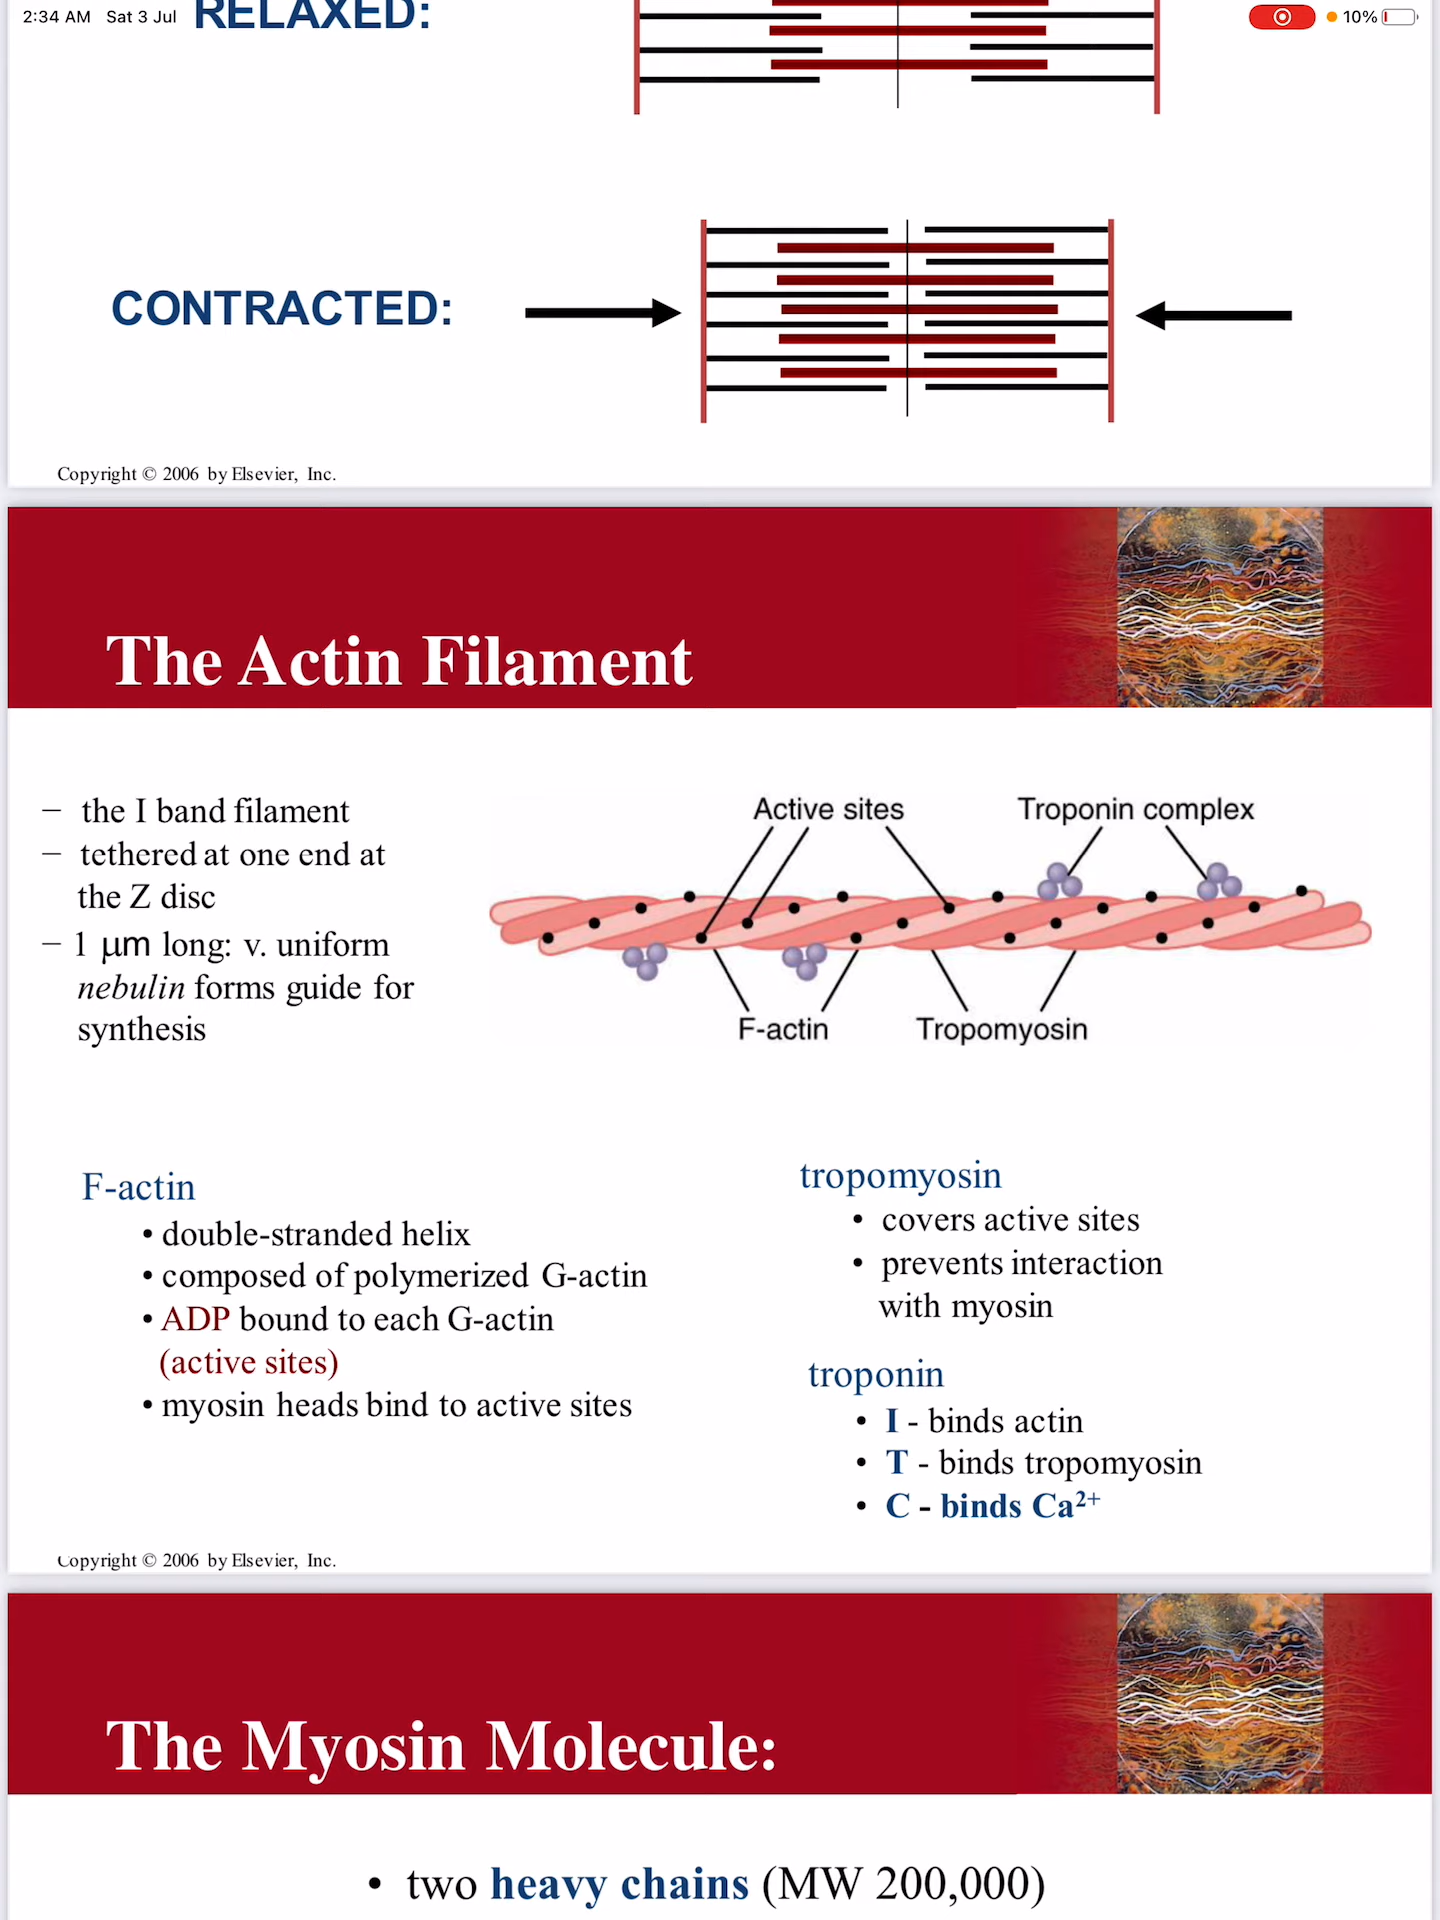 2:34 AM Sat 3 Jul
10%
RELAXED:
CONTRACTED:
Copyright © 2006 by Elsevier, Inc.
The Actin Filament
– the I band filament
– tethered at one end at
the Z disc
– 1 µm long: v. uniform
nebulin forms guide for
synthesis
Active sites
Troponin complex
F-actin
Tropomyosin
F-actin
• double-stranded helix
• composed of polymerized G-actin
• ADP bound to each G-actin
(active sites)
• myosin heads bind to active sites
tropomyosin
• covers active sites
• prevents interaction
with myosin
troponin
• I - binds actin
• T - binds tropomyosin
• C - binds Ca²⁺
Copyright © 2006 by Elsevier, Inc.
The Myosin Molecule:
• two heavy chains (MW 200,000)